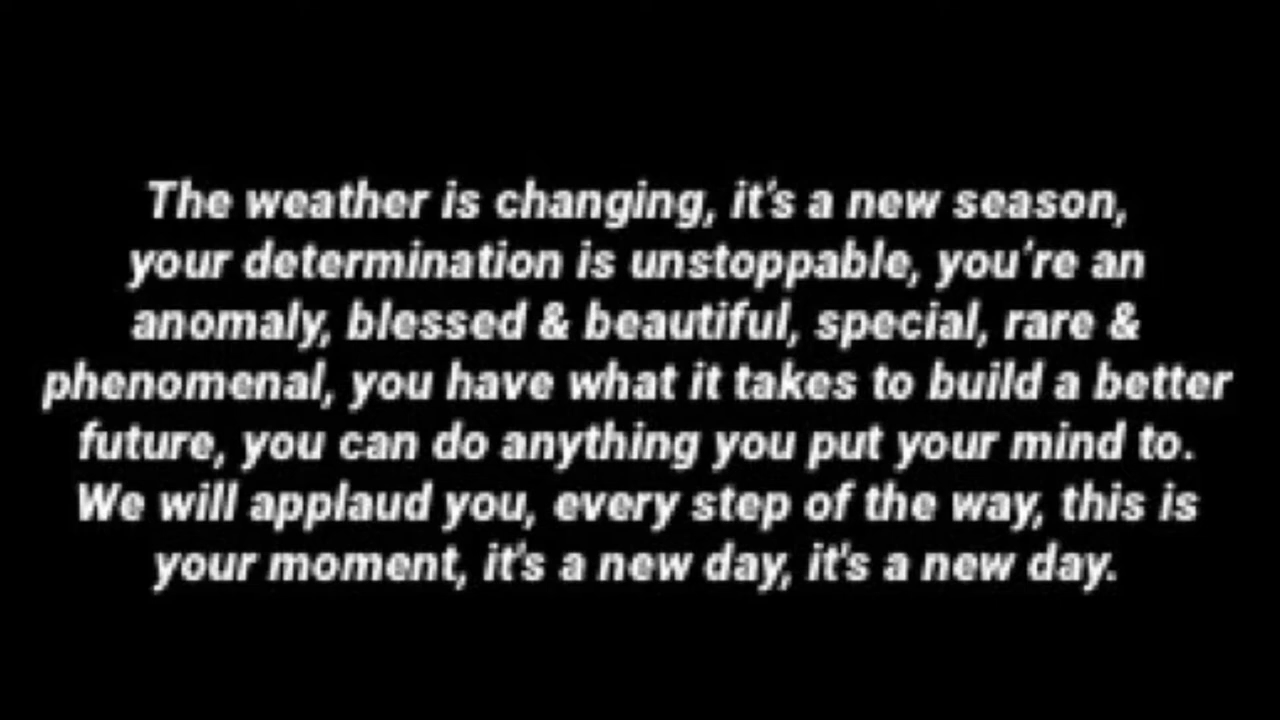 The weather is changing, it's a new season,
your determination is unstoppable, you're an
anomaly, blessed & beautiful, special, rare &
phenomenal, you have what it takes to build a better
future, you can do anything you put your mind to.
We will applaud you, every step of the way, this is
your moment, it's a new day, it's a new day.